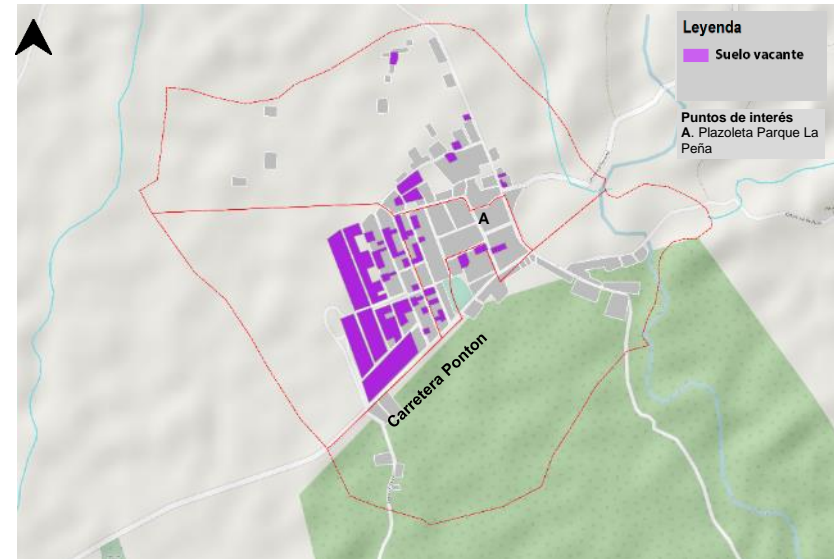 Leyenda
Suelo vacante
Puntos de interés
A. Plazoleta Parque La
Peña
A
Carretera Ponton